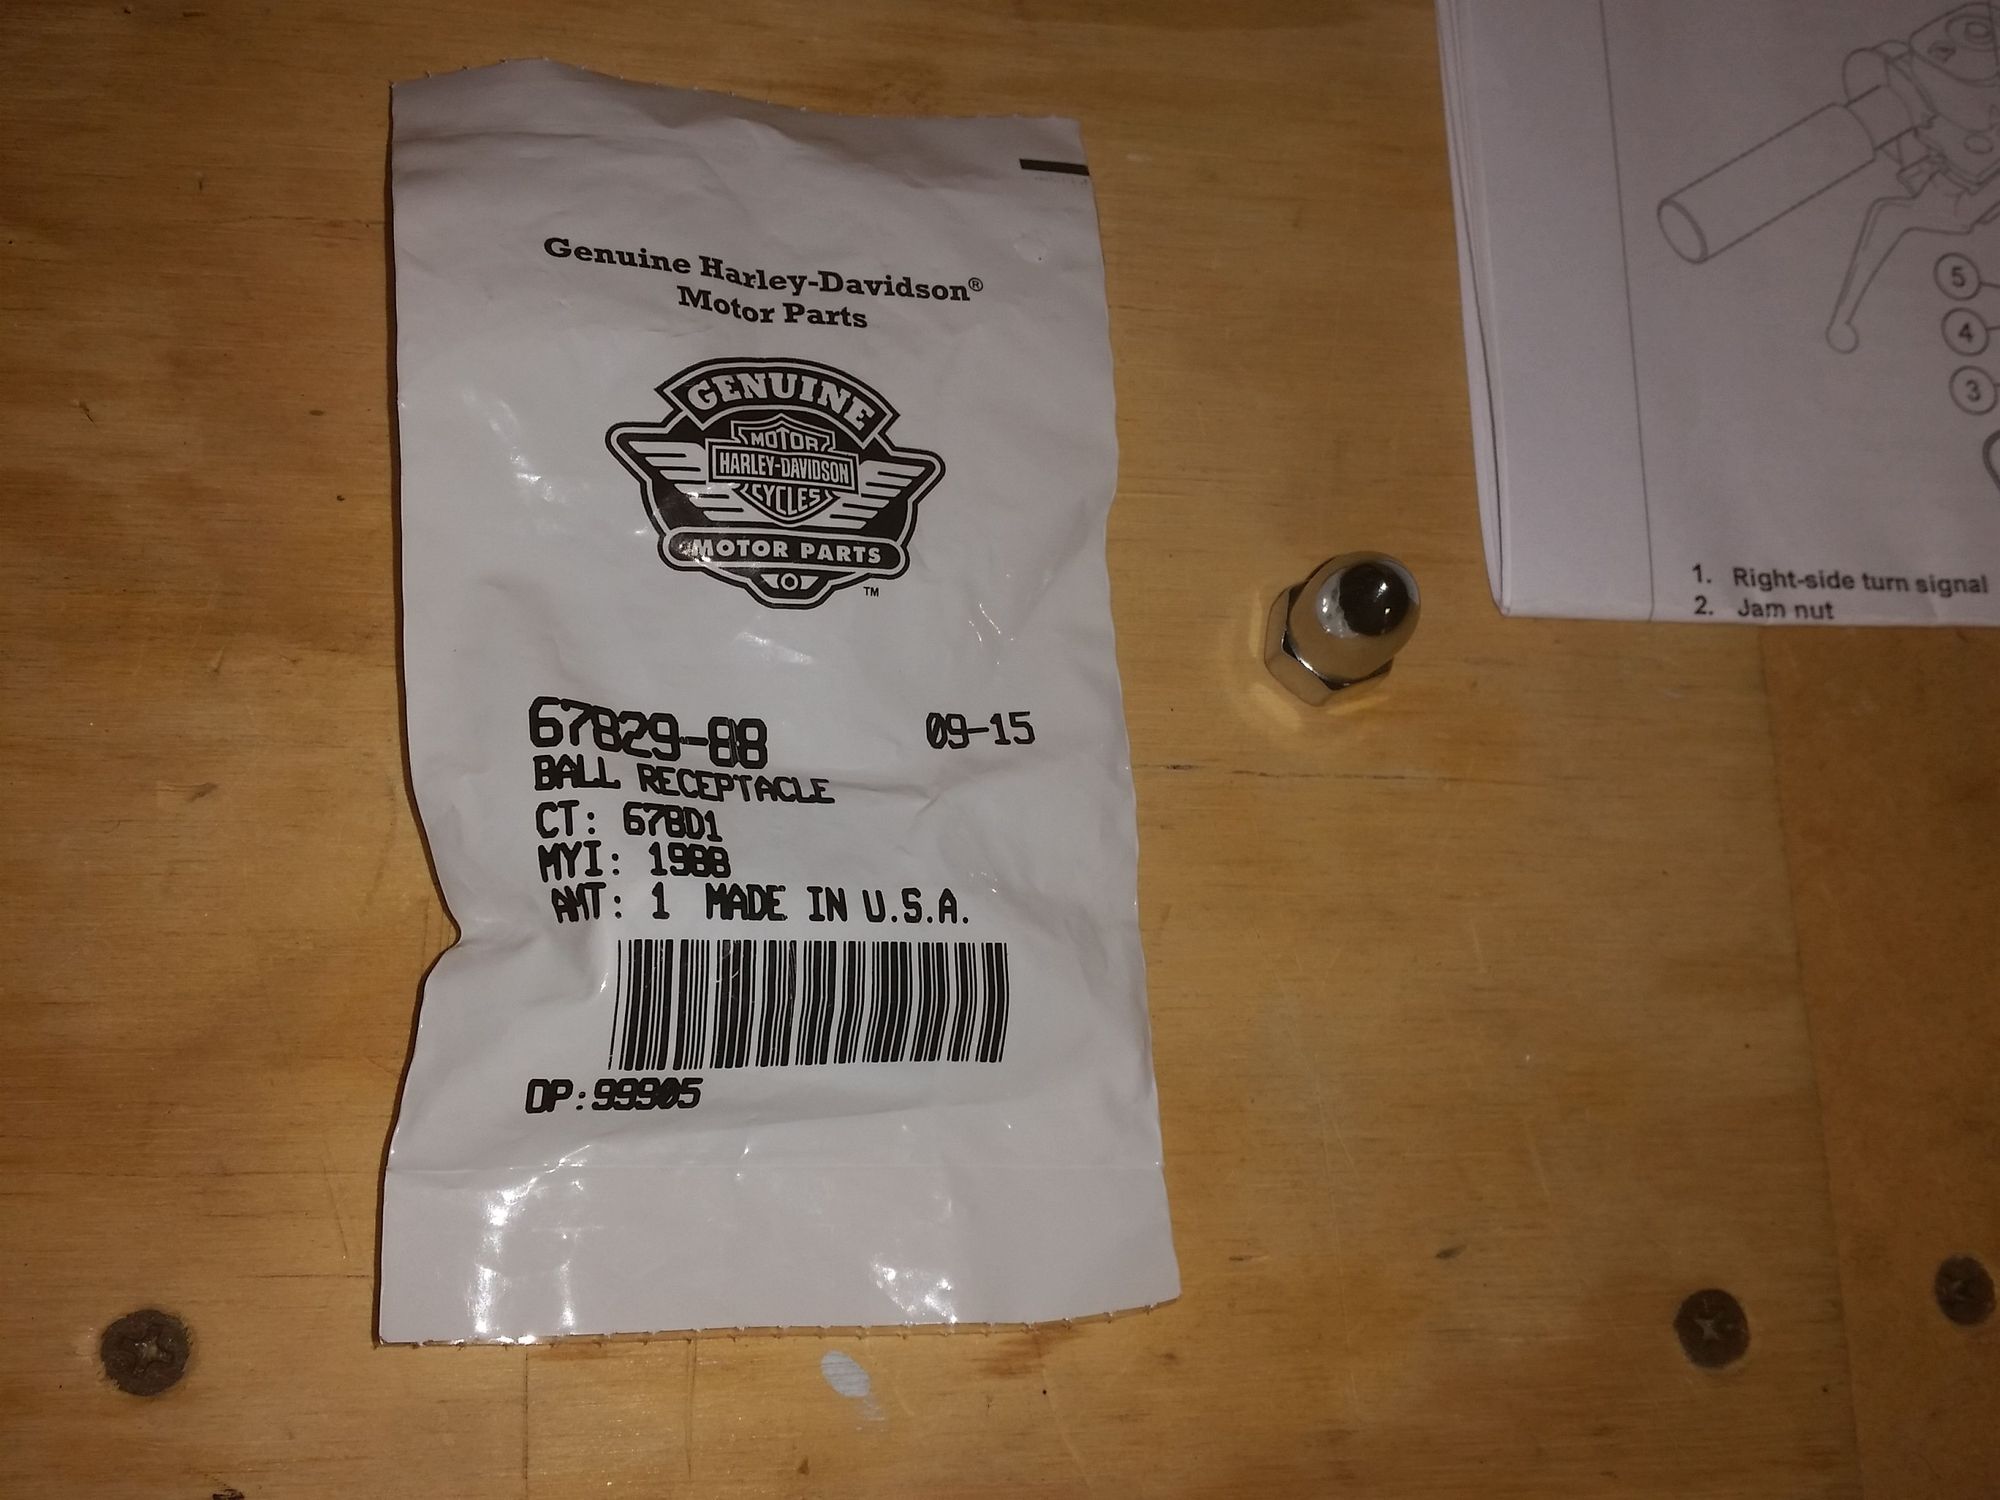 Genuine Harley-Davidson®
Motor Parts
GENUINE
MOTOR
HARLEY-DAVIDSON
CYCLES
MOTOR PARTS
TM
67829-88 09-15
BALL RECEPTACLE
CT: 678D1
MYI: 1988
AMT: 1 MADE IN U.S.A.
DP:99905
5
4
3
1. Right-side turn signal
2. Jam nut